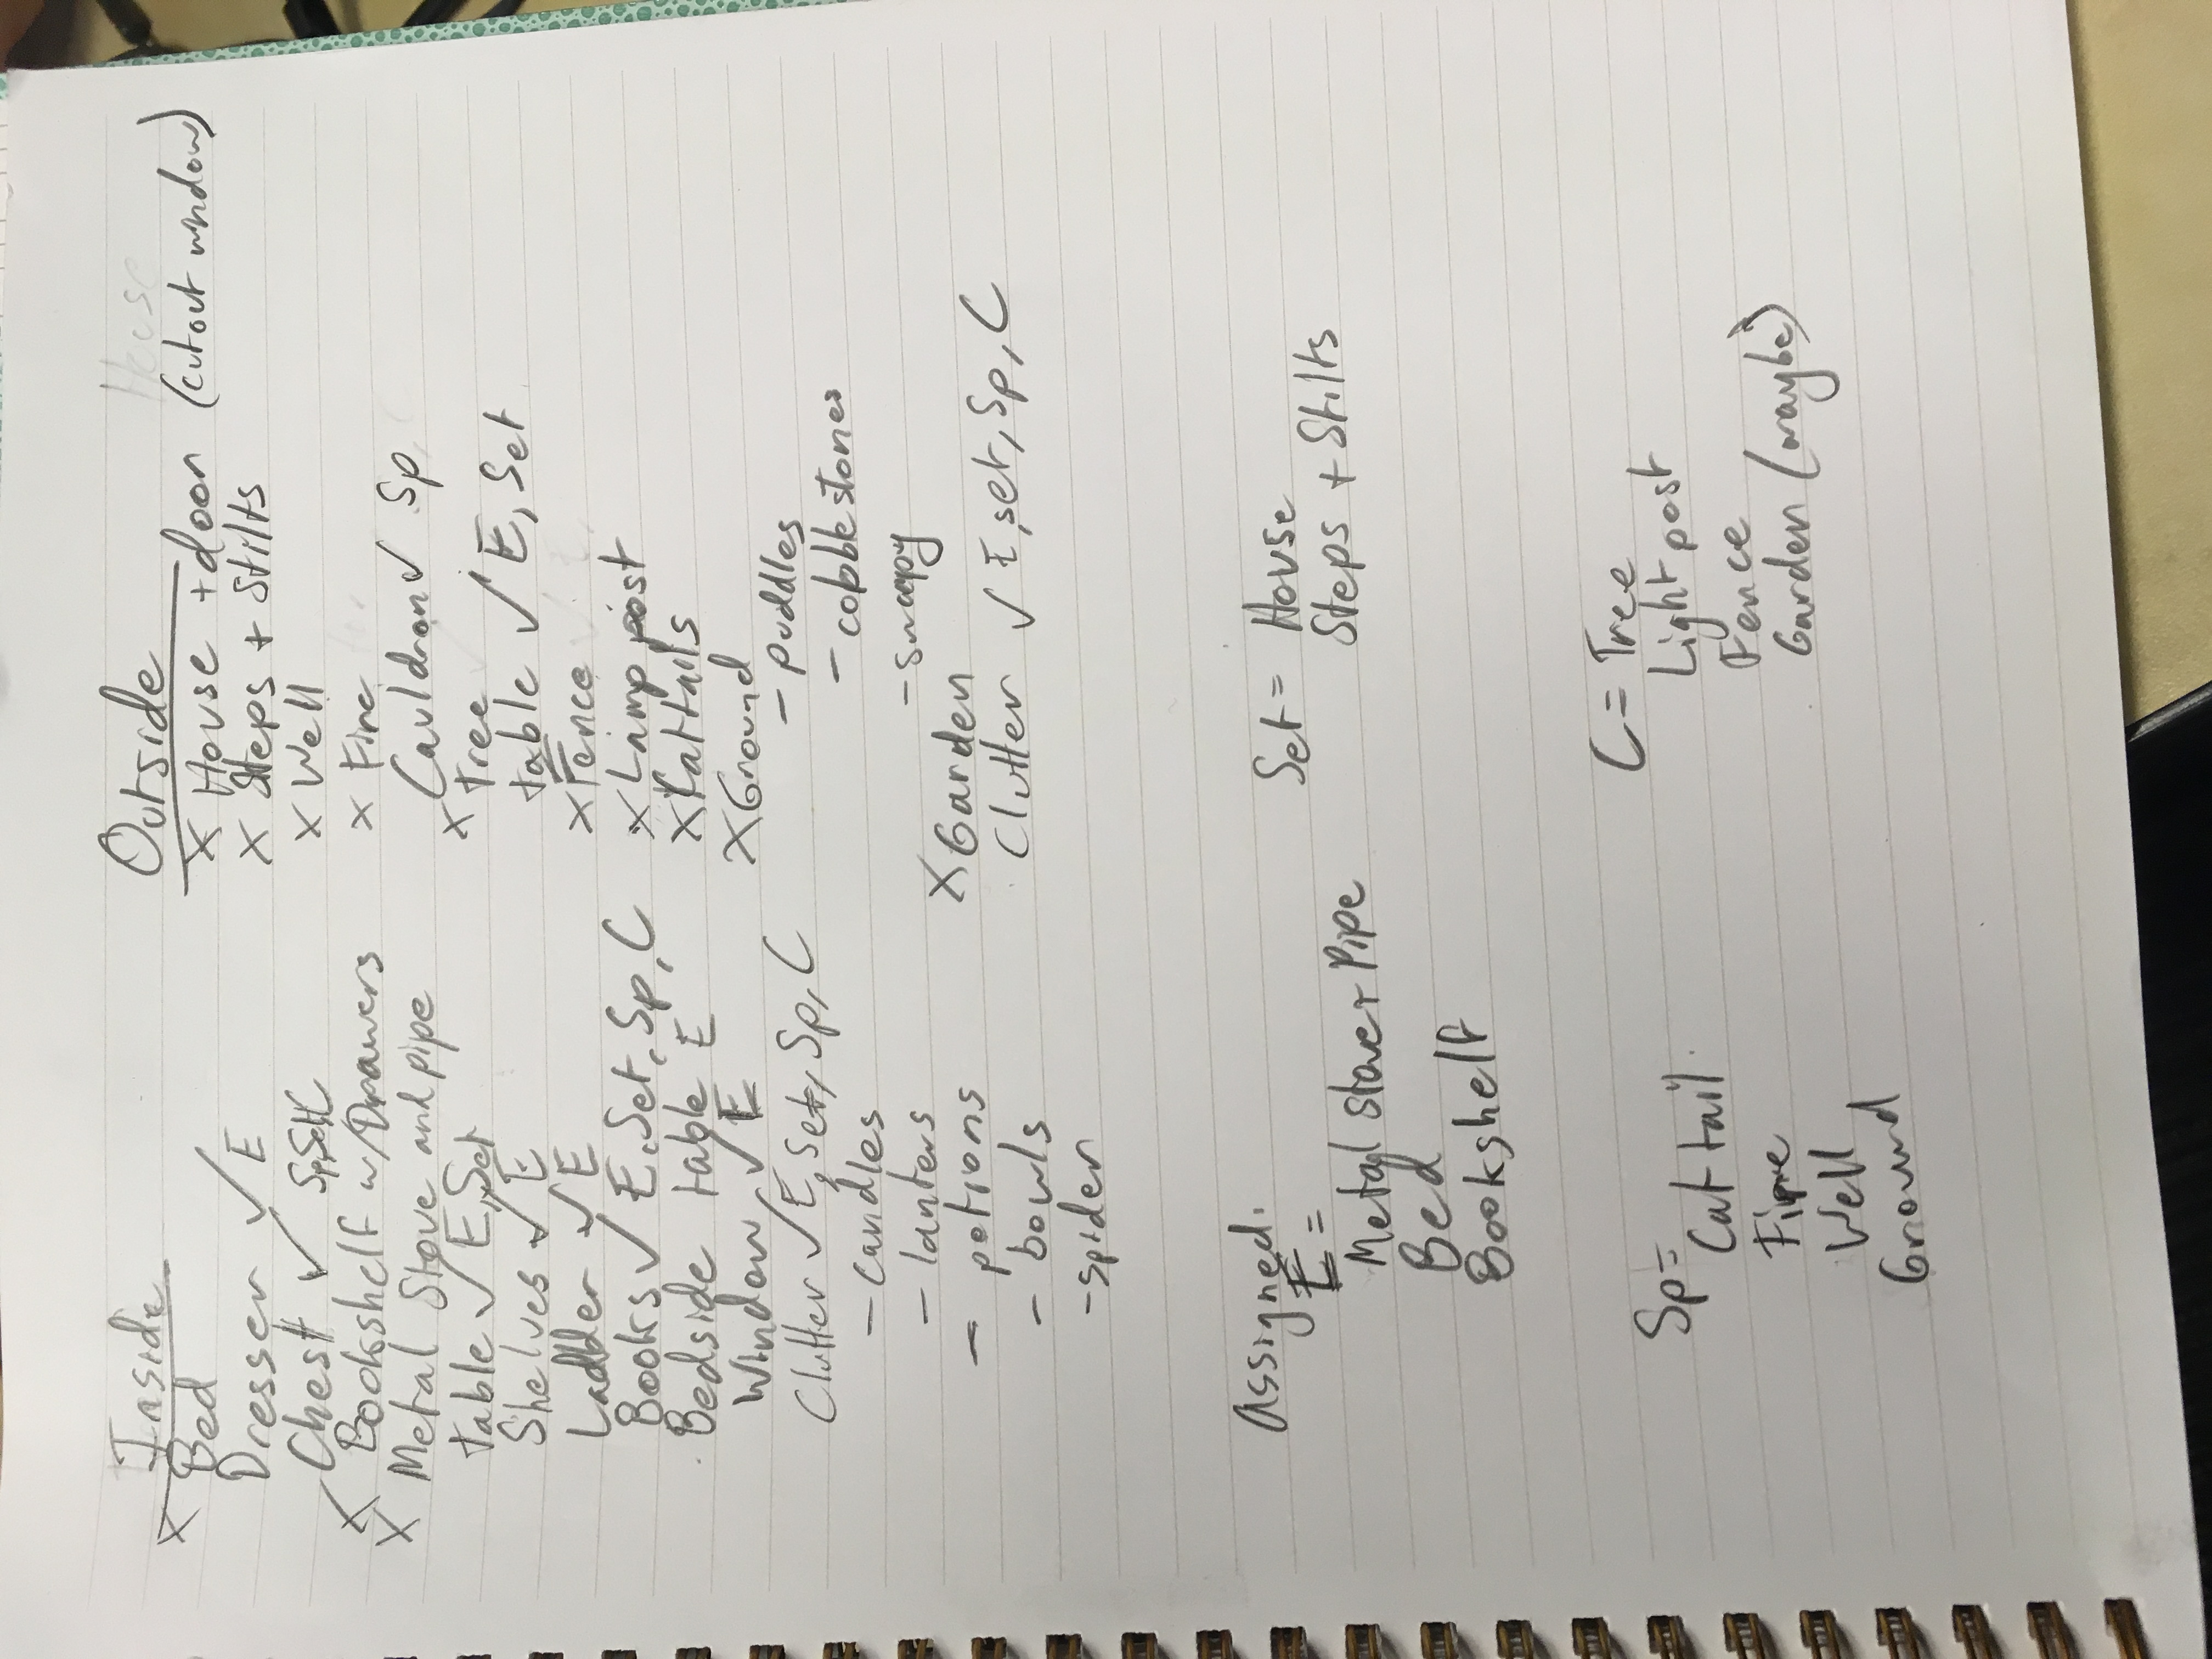 Inside
X Bed
Dresser ✓ E
Chest ✓ Sp, Set, C
X Bookshelf w/Drawers
X Metal Stove and pipe
table ✓ E, Set
Shelves ✓ E
Ladder ✓ E
Books ✓ E, Set, Sp, C
Bedside table E
Window ✓ E
Clutter ✓ E, Set, Sp, C
- candles
- lanters
- potions
- bowls
- spider
Outside
House
X House + door (cutout window)
X Steps + Stilts
X Well
X Fire
Cauldron ✓ Sp
X tree
table ✓ E, Set
X Fence
X Lamp post
X Cattails
X Ground
- puddles
- cobblestones
X Garden
Clutter ✓ E, set, Sp, C
Assigned:
E =
Metal stove + Pipe
Bed
Bookshelf
Set = House
Steps + Stilts
Sp =
Cat tail
Fire
Well
Ground
C = Tree
Light post
Fence
Garden (maybe)